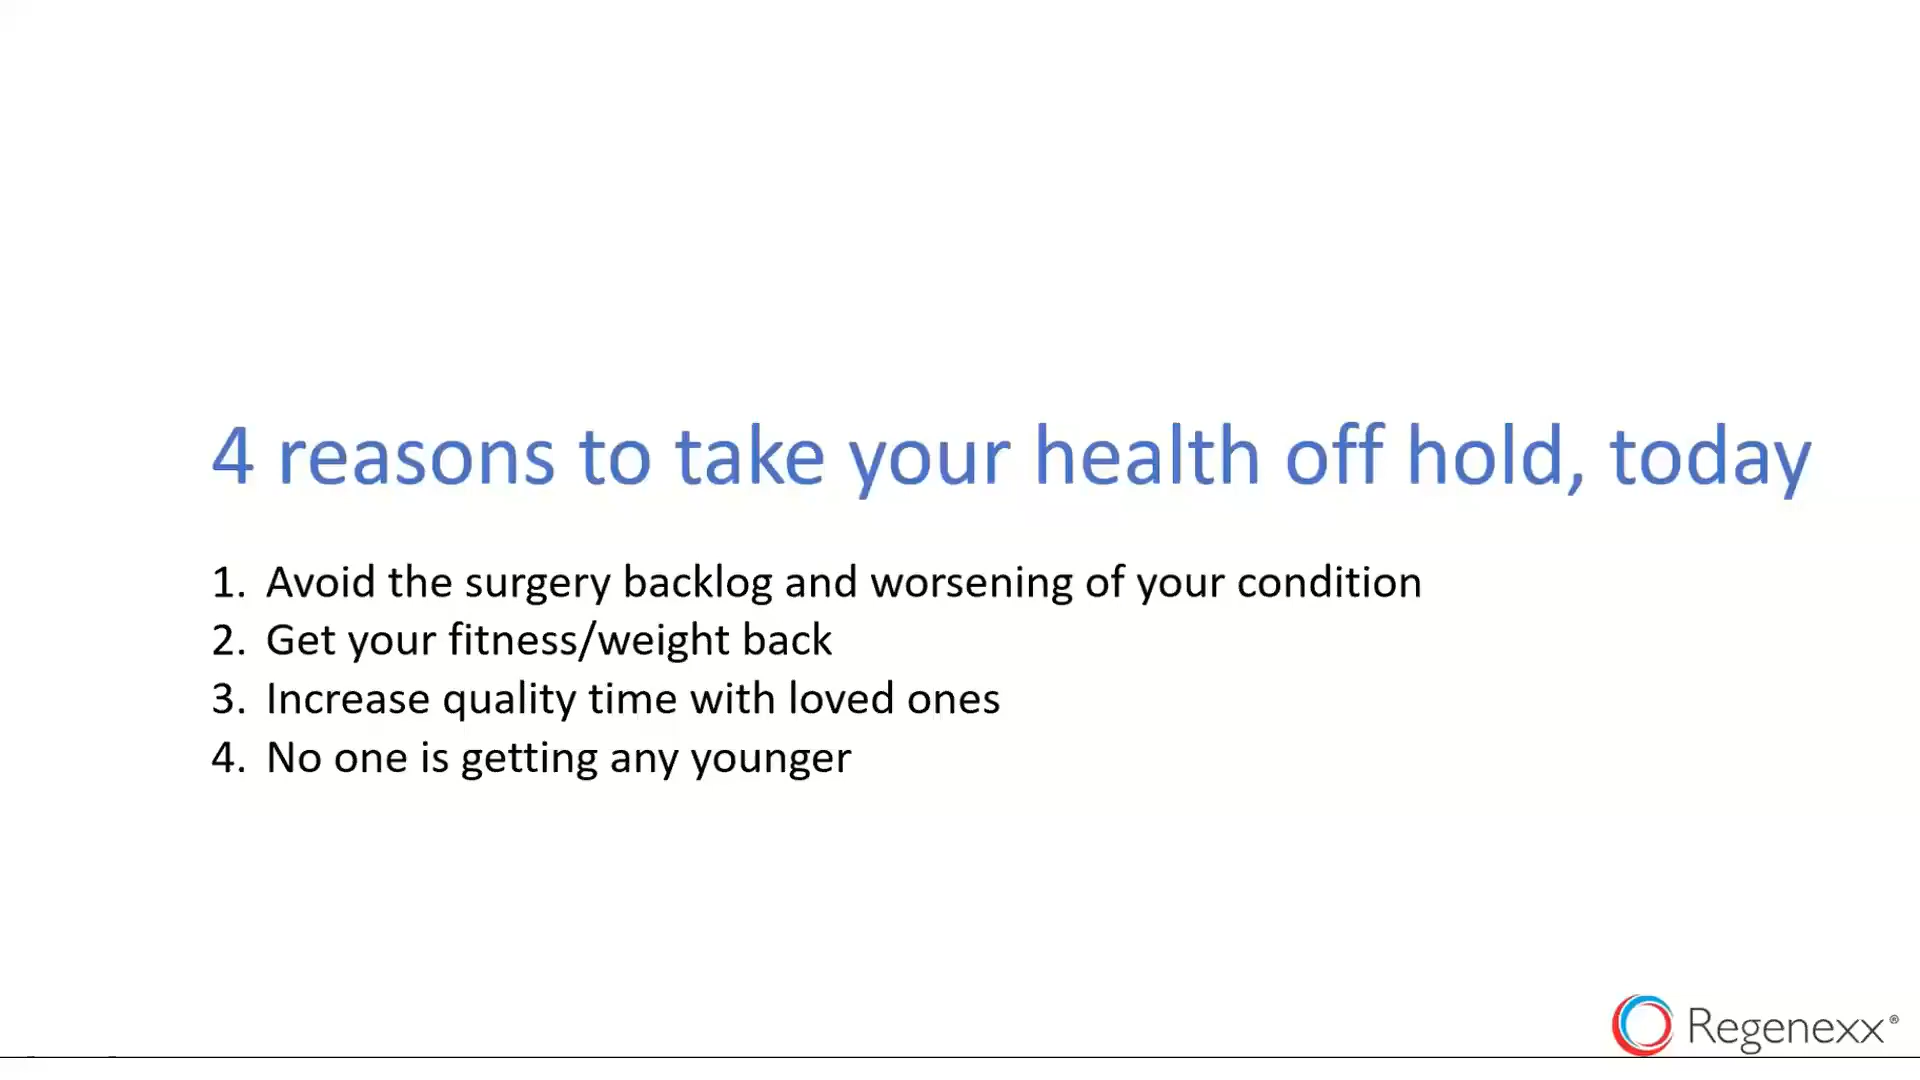 4 reasons to take your health off hold, today
1. Avoid the surgery backlog and worsening of your condition
2. Get your fitness/weight back
3. Increase quality time with loved ones
4. No one is getting any younger
Regenexx®